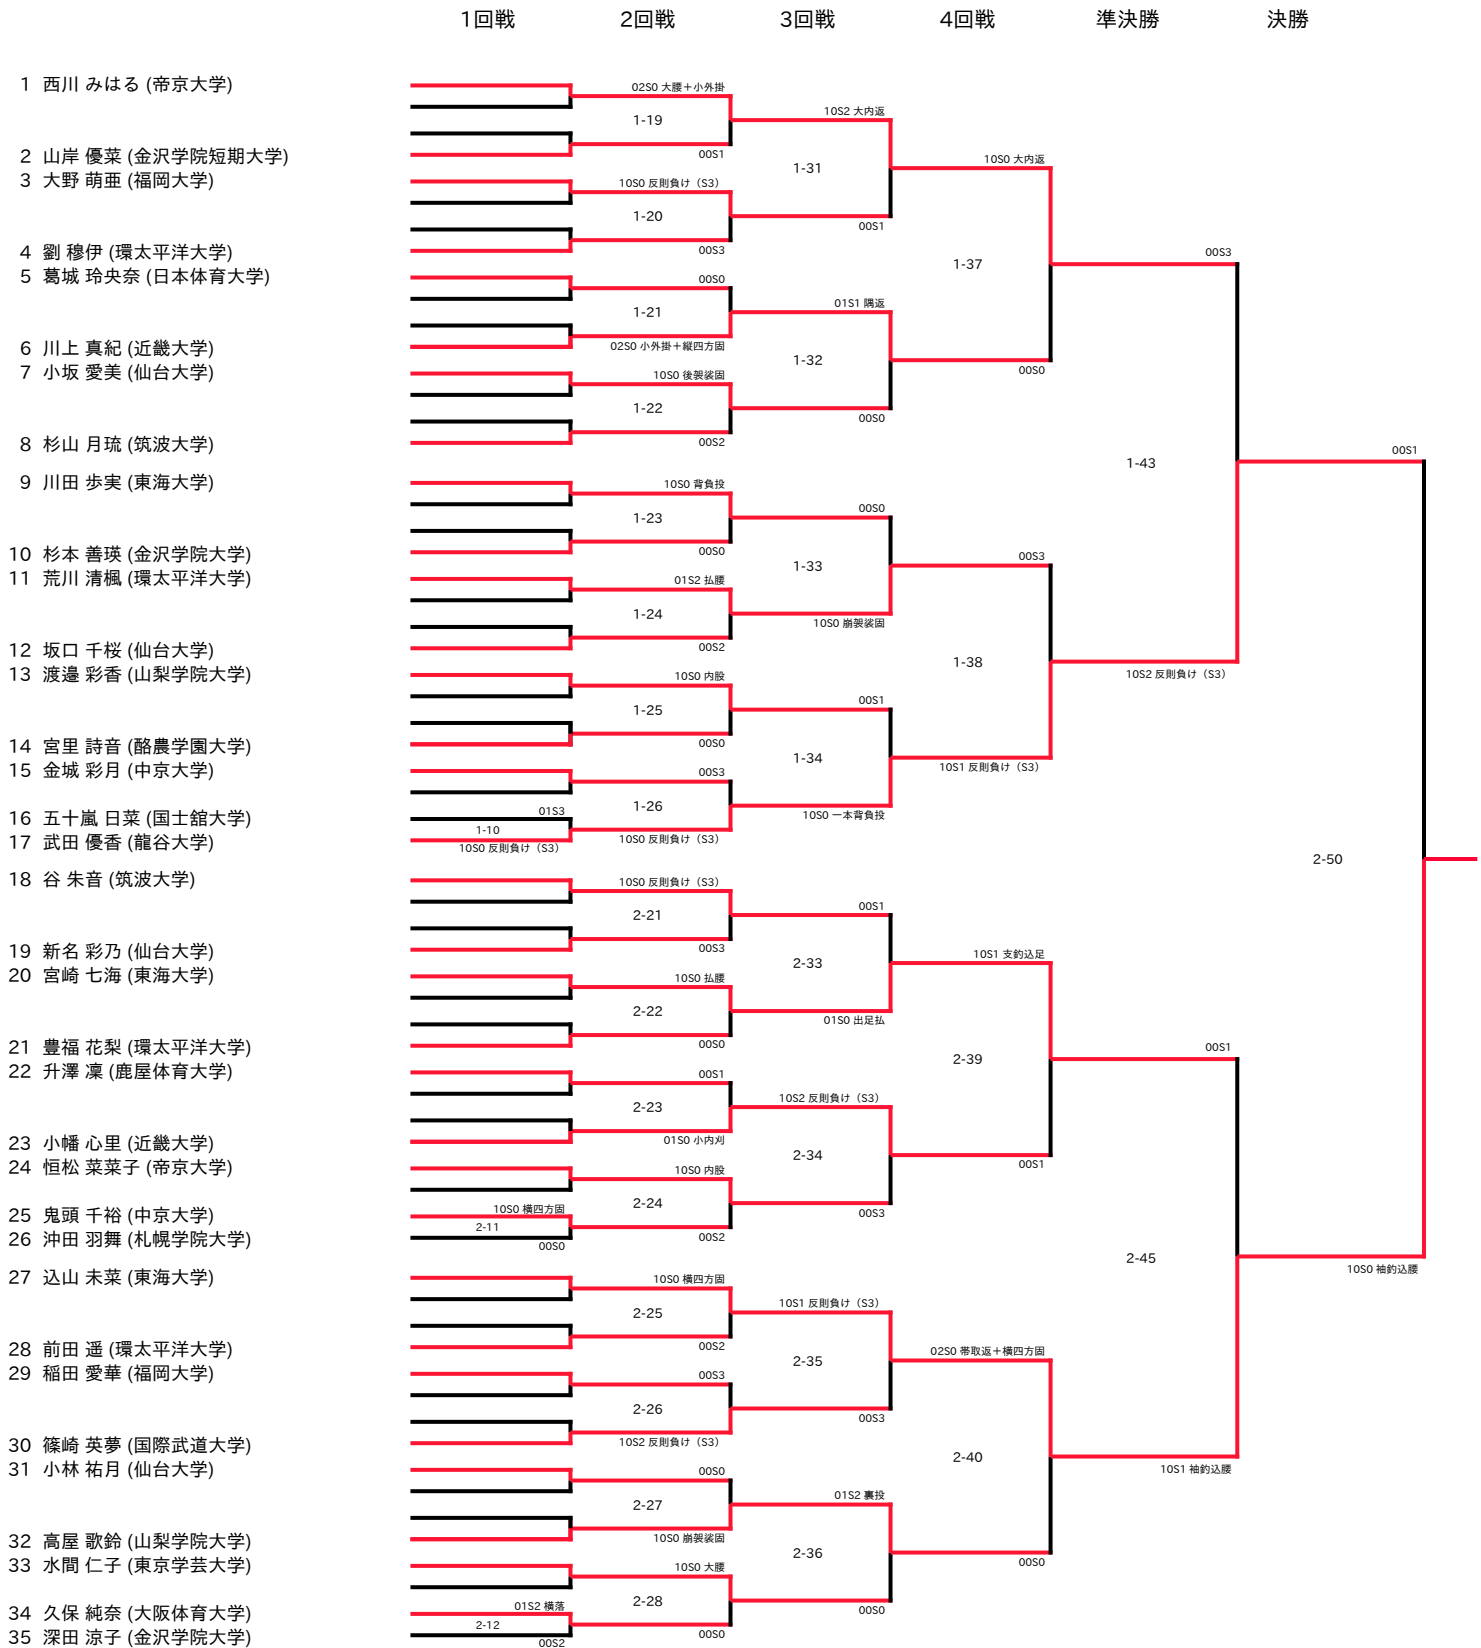 1回戦 2回戦 3回戦 4回戦 準決勝 決勝
1 西川 みはる (帝京大学)
02S0 大腰＋小外掛
10S2 大内返
1-19
2 山岸 優菜 (金沢学院短期大学)
00S1
10S0 大内返
1-31
3 大野 萌亜 (福岡大学)
10S0 反則負け（S3）
1-20
00S1
4 劉 穆伊 (環太平洋大学)
00S3
00S3
1-37
5 葛城 玲央奈 (日本体育大学)
00S0
01S1 隅返
1-21
6 川上 真紀 (近畿大学)
02S0 小外掛＋縦四方固
1-32
7 小坂 愛美 (仙台大学)
10S0 後袈裟固
00S0
1-22
00S0
8 杉山 月琉 (筑波大学)
00S2
00S1
1-43
9 川田 歩実 (東海大学)
10S0 背負投
00S0
1-23
10 杉本 善瑛 (金沢学院大学)
00S0
00S3
1-33
11 荒川 清楓 (環太平洋大学)
01S2 払腰
1-24
10S0 崩袈裟固
12 坂口 千桜 (仙台大学)
00S2
1-38
13 渡邉 彩香 (山梨学院大学)
10S0 内股
10S2 反則負け（S3）
00S1
1-25
14 宮里 詩音 (酪農学園大学)
00S0
1-34
15 金城 彩月 (中京大学)
00S3
10S1 反則負け（S3）
1-26
16 五十嵐 日菜 (国士舘大学)
01S3
10S0 一本背負投
1-10
17 武田 優香 (龍谷大学)
10S0 反則負け（S3）
10S0 反則負け（S3）
2-50
18 谷 朱音 (筑波大学)
10S0 反則負け（S3）
00S1
2-21
19 新名 彩乃 (仙台大学)
00S3
10S1 支釣込足
2-33
20 宮崎 七海 (東海大学)
10S0 払腰
2-22
01S0 出足払
21 豊福 花梨 (環太平洋大学)
00S0
00S1
2-39
22 升澤 凜 (鹿屋体育大学)
00S1
10S2 反則負け（S3）
2-23
23 小幡 心里 (近畿大学)
01S0 小内刈
2-34
24 恒松 菜菜子 (帝京大学)
10S0 内股
00S1
2-24
25 鬼頭 千裕 (中京大学)
10S0 横四方固
00S3
2-11
26 沖田 羽舞 (札幌学院大学)
00S0
00S2
2-45
10S0 袖釣込腰
27 込山 未菜 (東海大学)
10S0 横四方固
10S1 反則負け（S3）
2-25
28 前田 遥 (環太平洋大学)
00S2
02S0 帯取返＋横四方固
2-35
29 稲田 愛華 (福岡大学)
00S3
2-26
00S3
30 篠崎 英夢 (国際武道大学)
10S2 反則負け（S3）
2-40
31 小林 祐月 (仙台大学)
00S0
10S1 袖釣込腰
01S2 裏投
2-27
32 高屋 歌鈴 (山梨学院大学)
10S0 崩袈裟固
2-36
33 水間 仁子 (東京学芸大学)
10S0 大腰
00S0
2-28
34 久保 純奈 (大阪体育大学)
01S2 横落
00S0
2-12
35 深田 涼子 (金沢学院大学)
00S2
00S0